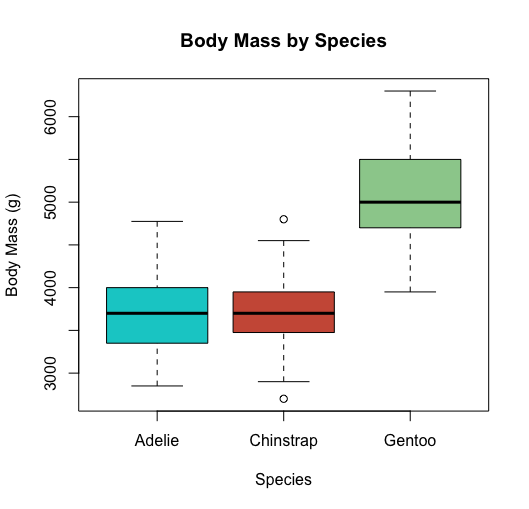 Body Mass by Species
Body Mass (g)
6000
5000
4000
3000
Adelie Chinstrap Gentoo
Species